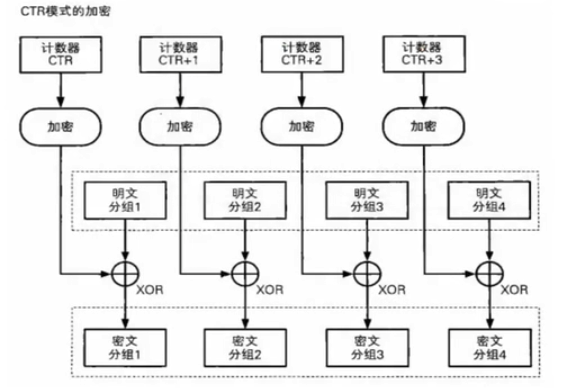 CTR模式的加密
计数器 计数器 计数器 计数器
CTR CTR+1 CTR+2 CTR+3
加密 加密 加密 加密
明文 明文 明文 明文
分组1 分组2 分组3 分组4
XOR XOR XOR XOR
密文 密文 密文 密文
分组1 分组2 分组3 分组4